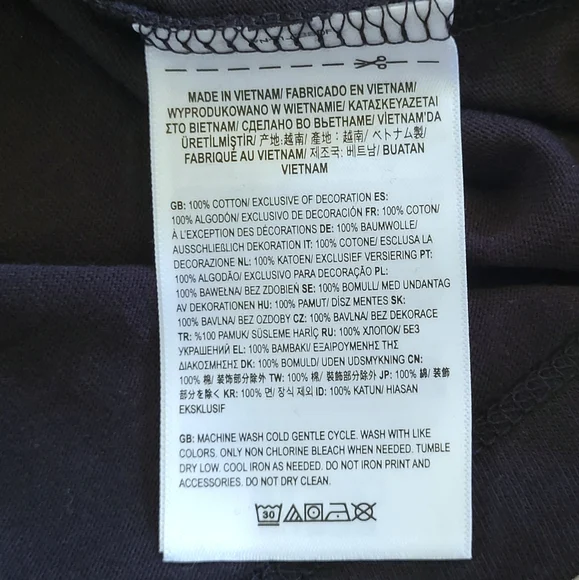 MADE IN VIETNAM/ FABRICADO EN VIETNAM/
WYPRODUKOWANO W WIETNAMIE/ ΚΑΤΑΣΚΕΥΑΖΕΤΑΙ
ΣΤΟ ΒΙΕΤΝΑΜ/ СДЕЛАНО ВО ВЬЕТНАМЕ/ VİETNAM'DA
ÜRETİLMİŞTİR/ 产地:越南/ 產地：越南/ ベトナム製/
FABRIQUÉ AU VIETNAM/ 제조국: 베트남/ BUATAN
VIETNAM
GB: 100% COTTON/ EXCLUSIVE OF DECORATION ES:
100% ALGODÓN/ EXCLUSIVO DE DECORACIÓN FR: 100% COTON/
À L'EXCEPTION DES DÉCORATIONS DE: 100% BAUMWOLLE/
AUSSCHLIEßLICH DEKORATION IT: 100% COTONE/ ESCLUSA LA
DECORAZIONE NL: 100% KATOEN/ EXCLUSIEF VERSIERING PT:
100% ALGODÃO/ EXCLUSIVO PARA DECORAÇÃO PL:
100% BAWEŁNA/ BEZ ZDOBIEŃ SE: 100% BOMULL/ MED UNDANTAG
AV DEKORATIONEN HU: 100% PAMUT/ DÍSZ MENTES SK:
100% BAVLNA/ BEZ OZDOBY CZ: 100% BAVLNA/ BEZ DEKORACE
TR: %100 PAMUK/ SÜSLEME HARİÇ RU: 100% ХЛОПОК/ БЕЗ
УКРАШЕНИЙ EL: 100% ΒΑΜΒΑΚΙ/ ΕΞΑΙΡΟΥΜΕΝΗΣ ΤΗΣ
ΔΙΑΚΟΣΜΗΣΗΣ DK: 100% BOMULD/ UDEN UDSMYKNING CN:
100% 棉/ 装饰部分除外 TW: 100% 棉/ 裝飾部分除外 JP: 100% 綿/ 装飾
部分を除く KR: 100% 면/ 장식 제외 ID: 100% KATUN/ HIASAN
EKSKLUSIF
GB: MACHINE WASH COLD GENTLE CYCLE. WASH WITH LIKE
COLORS. ONLY NON CHLORINE BLEACH WHEN NEEDED. TUMBLE
DRY LOW. COOL IRON AS NEEDED. DO NOT IRON PRINT AND
ACCESSORIES. DO NOT DRY CLEAN.
30